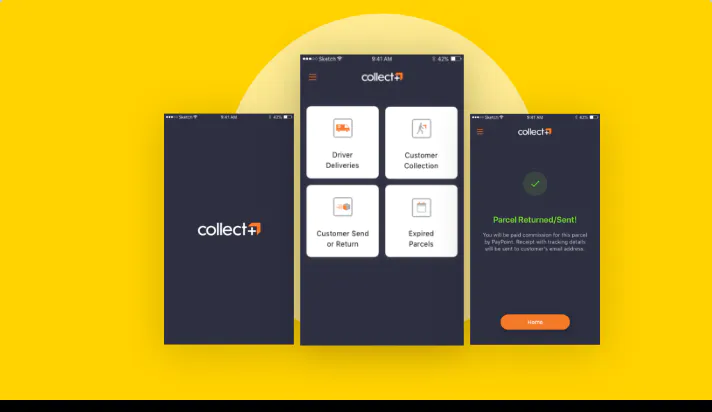 Sketch
9:41 AM
42%
collect+
Sketch
9:41 AM
42%
collect+
Driver
Deliveries
Customer
Collection
Customer Send
or Return
Expired
Parcels
Sketch
9:41 AM
42%
collect+
Parcel Returned/Sent!
You will be paid commission for this parcel
by PayPoint. Receipt with tracking details
will be sent to customer's email address.
Home